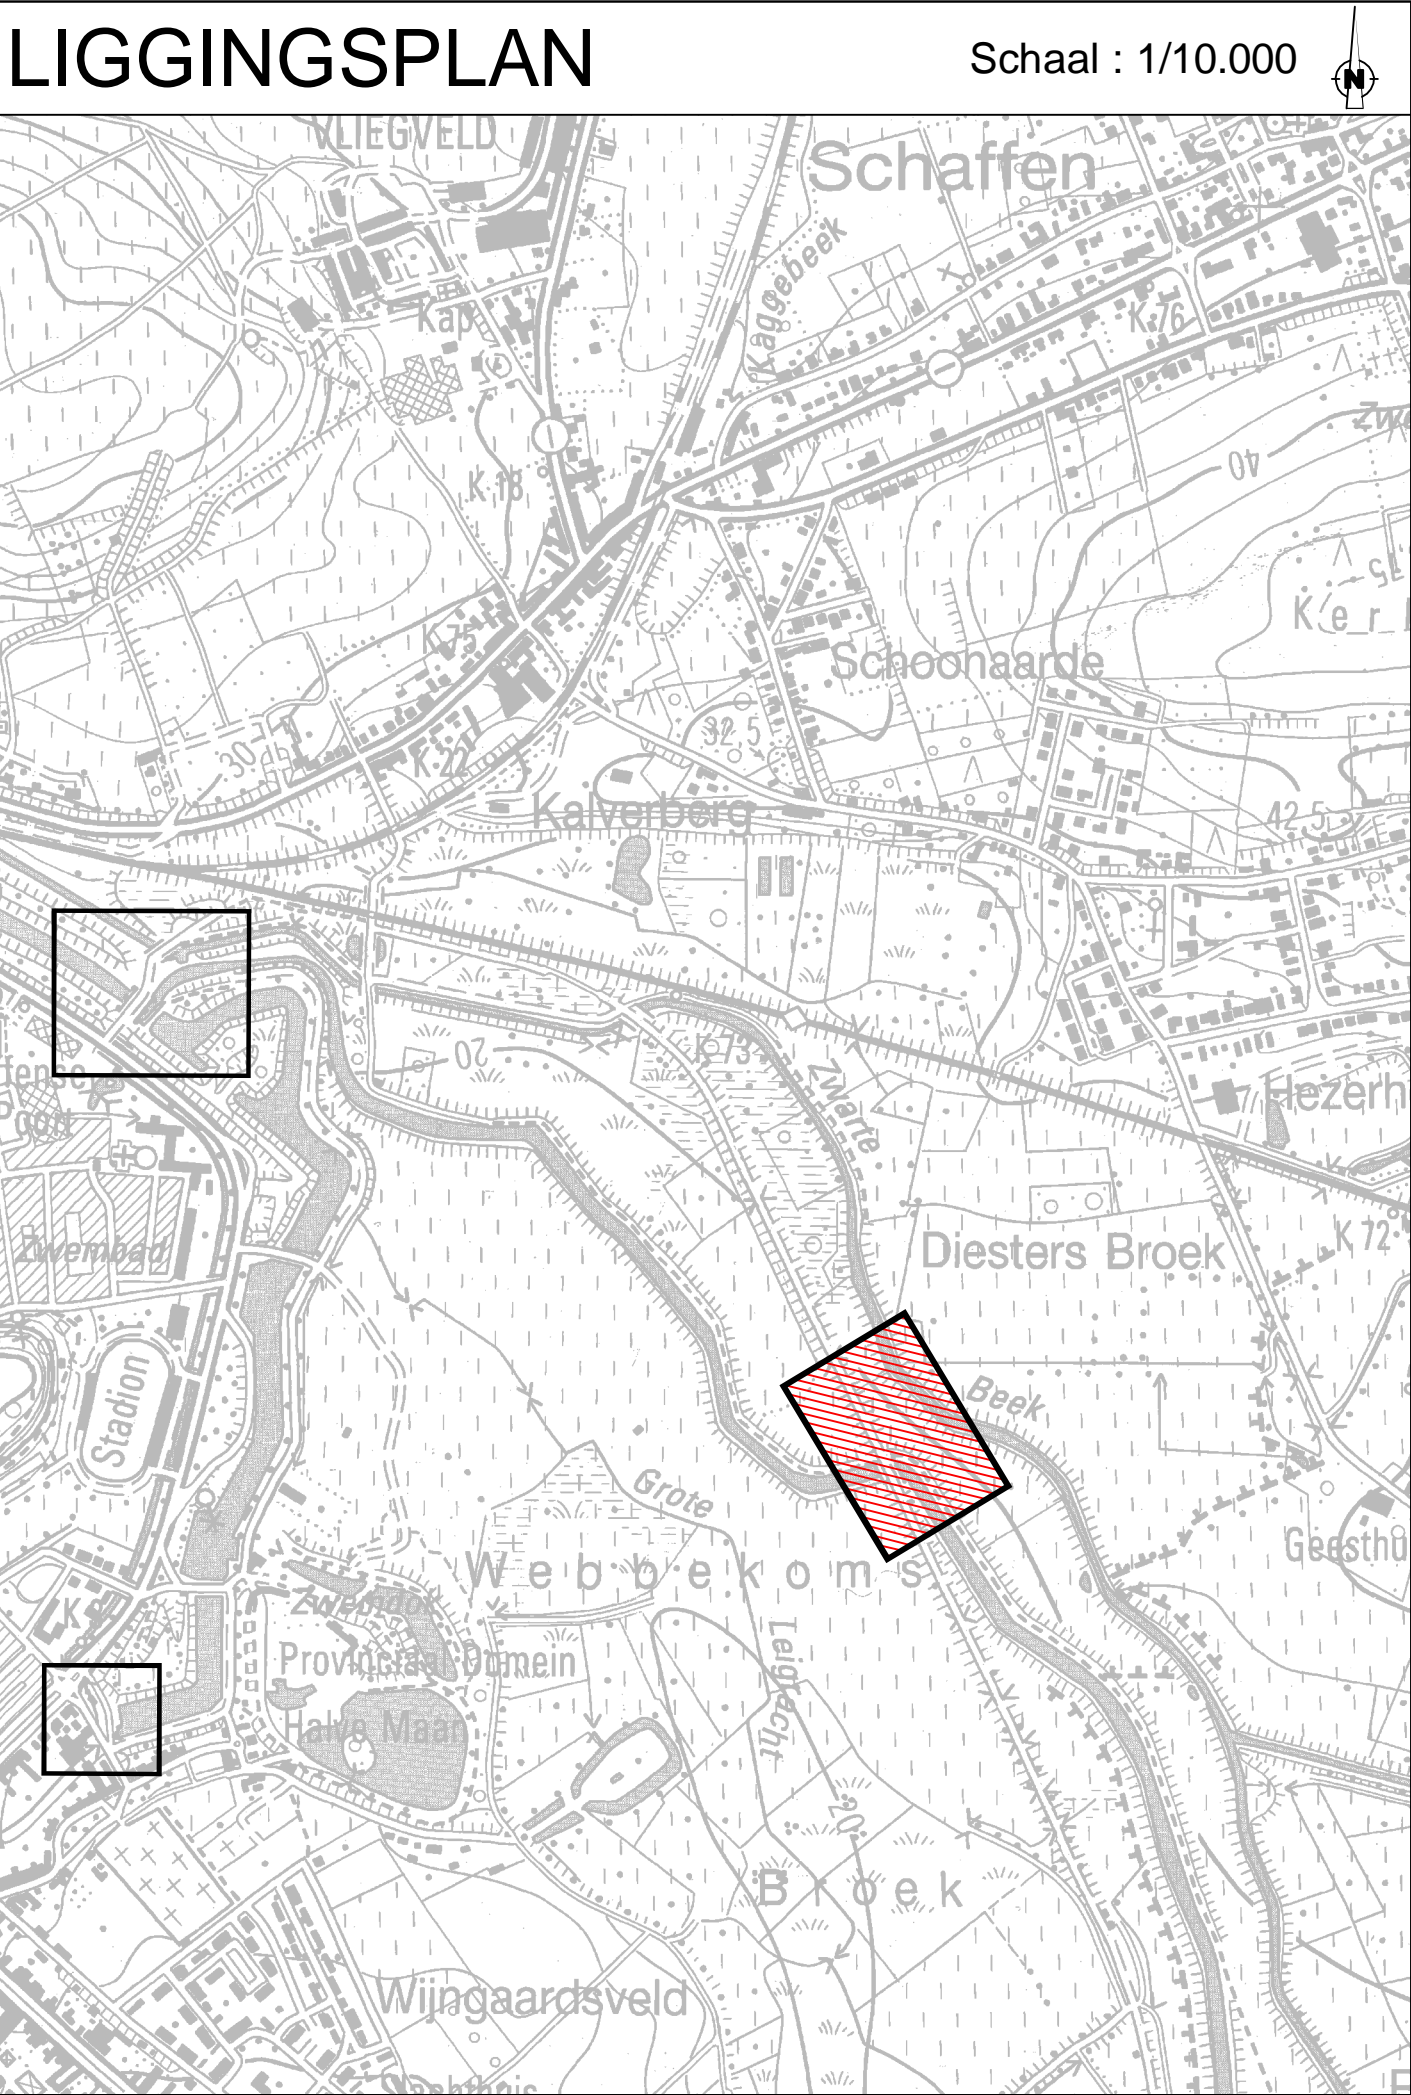 LIGGINGSPLAN
Schaal : 1/10.000
N
VLIEGVELD
Schaffen
Kaggebeek
Kap
K 76
40
K 18
K 75
Schoonaarde
32.5
30
K 22
Kalverberg
42.5
20
K 73
Zwarte
Hezerh
Diesters Broek
K 72
Zwembad
Stadion
Beek
Grote
Geesthu
Webbekoms
Zwemdok
Leigracht
Provinciaal Domein
Halve Maan
20
Broek
Wijngaardsveld
Slachthuis